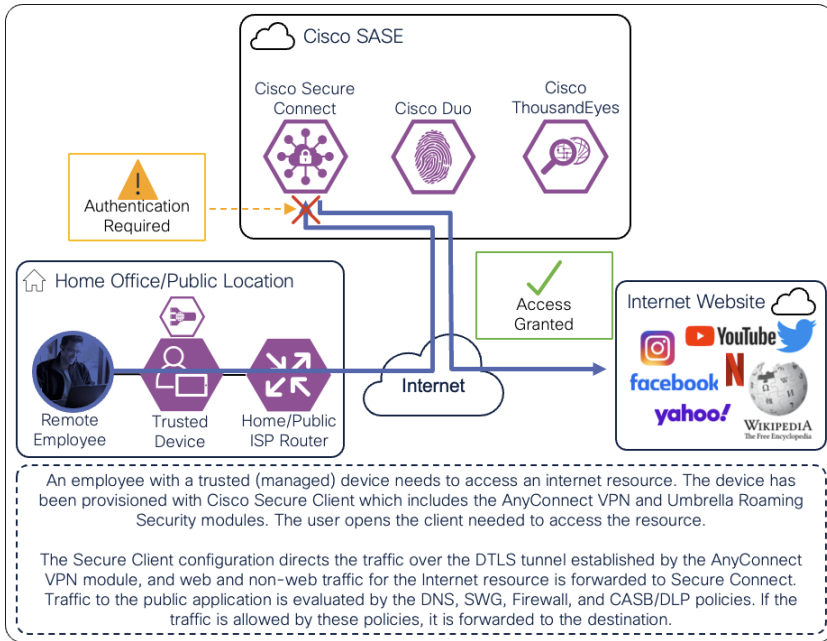 Cisco SASE
Cisco Secure
Connect
Cisco Duo
Cisco
ThousandEyes
Authentication
Required
Access
Granted
Home Office/Public Location
Remote
Employee
Trusted
Device
Home/Public
ISP Router
Internet
Internet Website
YouTube
facebook
N
yahoo!
WIKIPEDIA
The Free Encyclopedia
An employee with a trusted (managed) device needs to access an internet resource. The device has
been provisioned with Cisco Secure Client which includes the AnyConnect VPN and Umbrella Roaming
Security modules. The user opens the client needed to access the resource.
The Secure Client configuration directs the traffic over the DTLS tunnel established by the AnyConnect
VPN module, and web and non-web traffic for the Internet resource is forwarded to Secure Connect.
Traffic to the public application is evaluated by the DNS, SWG, Firewall, and CASB/DLP policies. If the
traffic is allowed by these policies, it is forwarded to the destination.